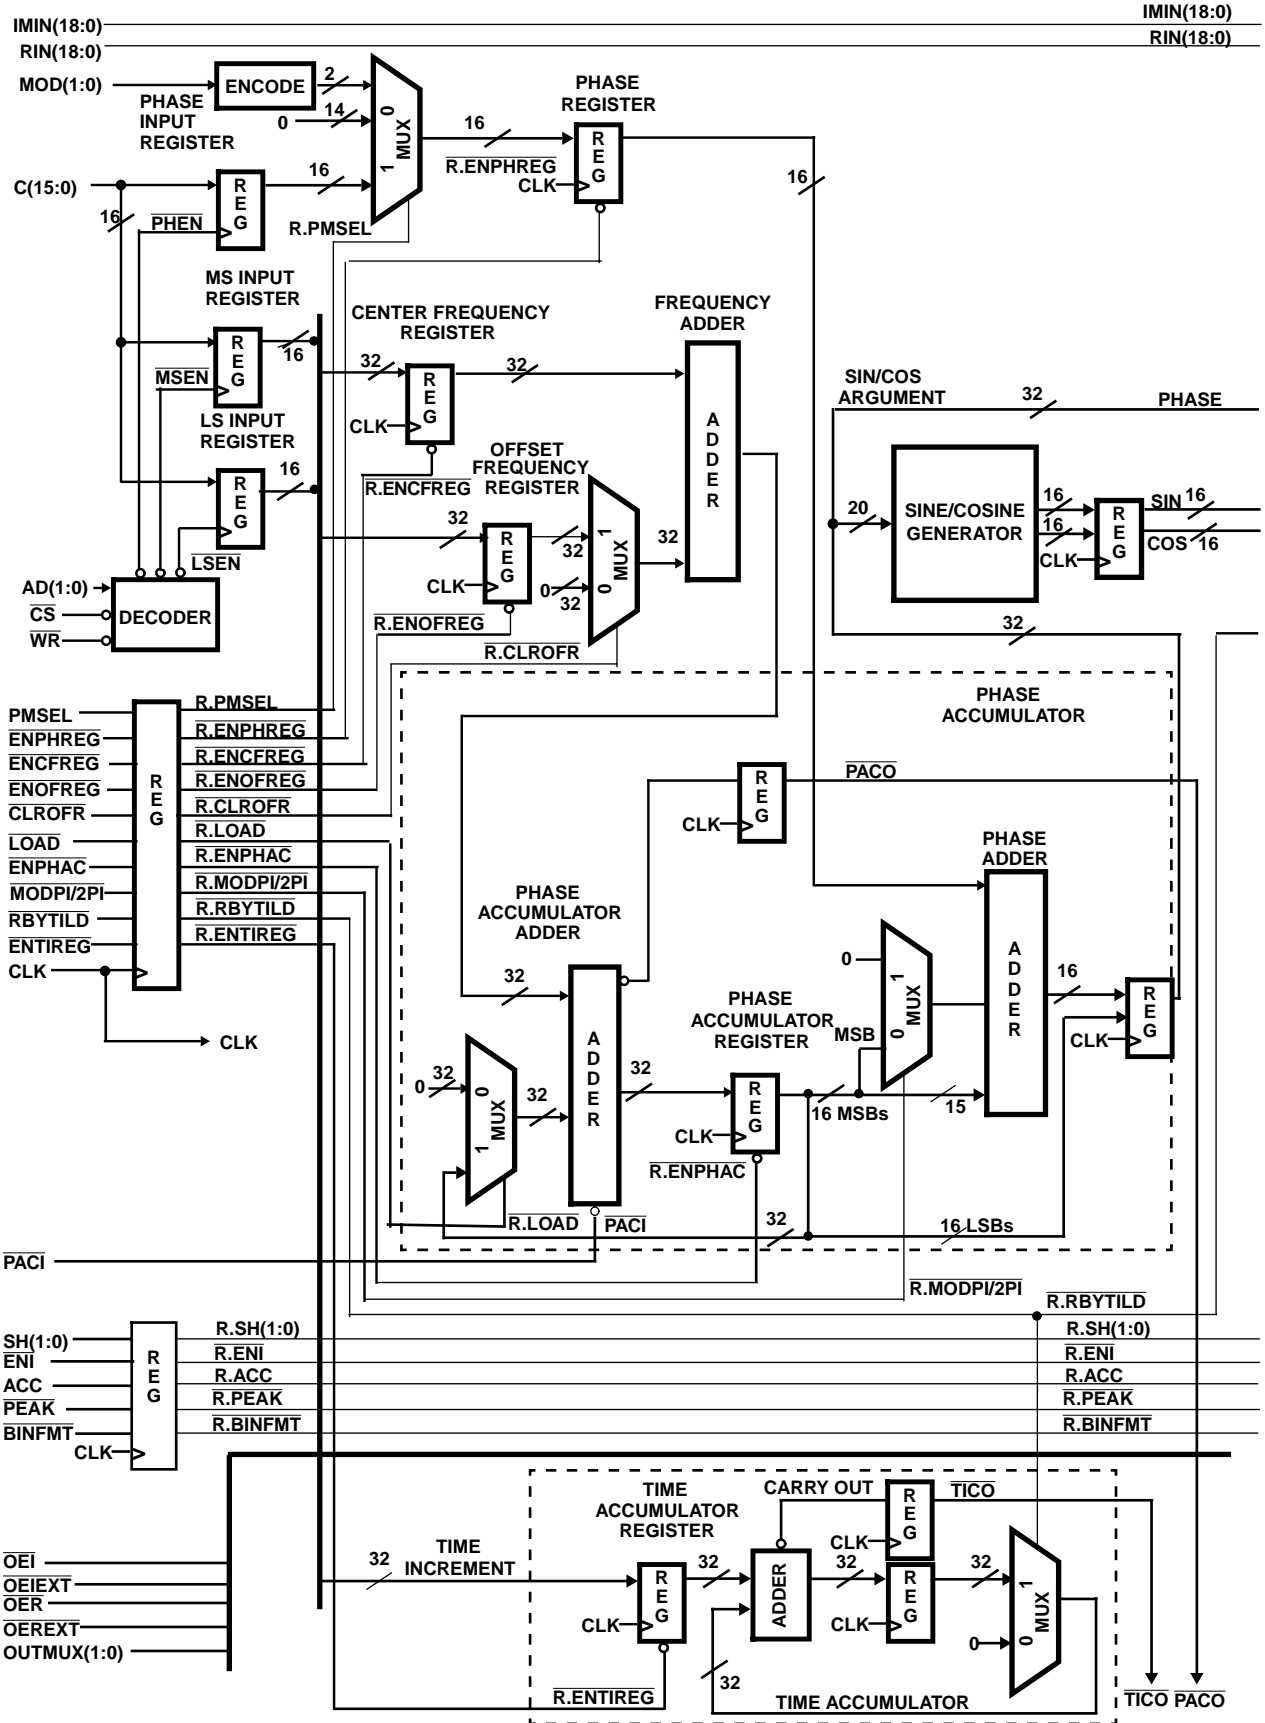 IMIN(18:0)
IMIN(18:0)
RIN(18:0)
RIN(18:0)
MOD(1:0)
ENCODE
2
PHASE
INPUT
REGISTER
0
14
0
MUX
1
16
PHASE
REGISTER
R.ENPHREG
CLK
REG
16
C(15:0)
16
PHEN
REG
16
R.PMSEL
MS INPUT
REGISTER
MSEN
REG
16
LS INPUT
REGISTER
LSEN
REG
16
AD(1:0)
CS
WR
DECODER
CENTER FREQUENCY
REGISTER
32
REG
CLK
32
R.ENCFREG
FREQUENCY
ADDER
ADDER
OFFSET
FREQUENCY
REGISTER
32
REG
CLK
32
0
32
1
MUX
0
32
R.ENOFREG
R.CLROFR
SIN/COS
ARGUMENT
32
PHASE
20
SINE/COSINE
GENERATOR
16
16
CLK
REG
SIN
16
COS
16
32
PMSEL
ENPHREG
ENCFREG
ENOFREG
CLROFR
LOAD
ENPHAC
MODPI/2PI
RBYTILD
ENTIREG
CLK
REG
R.PMSEL
R.ENPHREG
R.ENCFREG
R.ENOFREG
R.CLROFR
R.LOAD
R.ENPHAC
R.MODPI/2PI
R.RBYTILD
R.ENTIREG
CLK
PHASE
ACCUMULATOR
REG
CLK
PACO
PHASE
ACCUMULATOR
ADDER
32
ADDER
0
32
0
MUX
1
32
32
R.LOAD
PACI
PHASE
ACCUMULATOR
REGISTER
REG
CLK
R.ENPHAC
16 MSBs
MSB
0
1
MUX
0
15
PHASE
ADDER
ADDER
16
REG
CLK
32
16 LSBs
R.MODPI/2PI
PACI
R.RBYTILD
SH(1:0)
ENI
ACC
PEAK
BINFMT
CLK
REG
R.SH(1:0)
R.ENI
R.ACC
R.PEAK
R.BINFMT
R.SH(1:0)
R.ENI
R.ACC
R.PEAK
R.BINFMT
OEI
OEIEXT
OER
OEREXT
OUTMUX(1:0)
TIME
ACCUMULATOR
REGISTER
CARRY OUT
REG
CLK
TICO
32
TIME
INCREMENT
REG
CLK
32
ADDER
32
REG
CLK
32
0
1
MUX
0
32
R.ENTIREG
TIME ACCUMULATOR
TICO
PACO